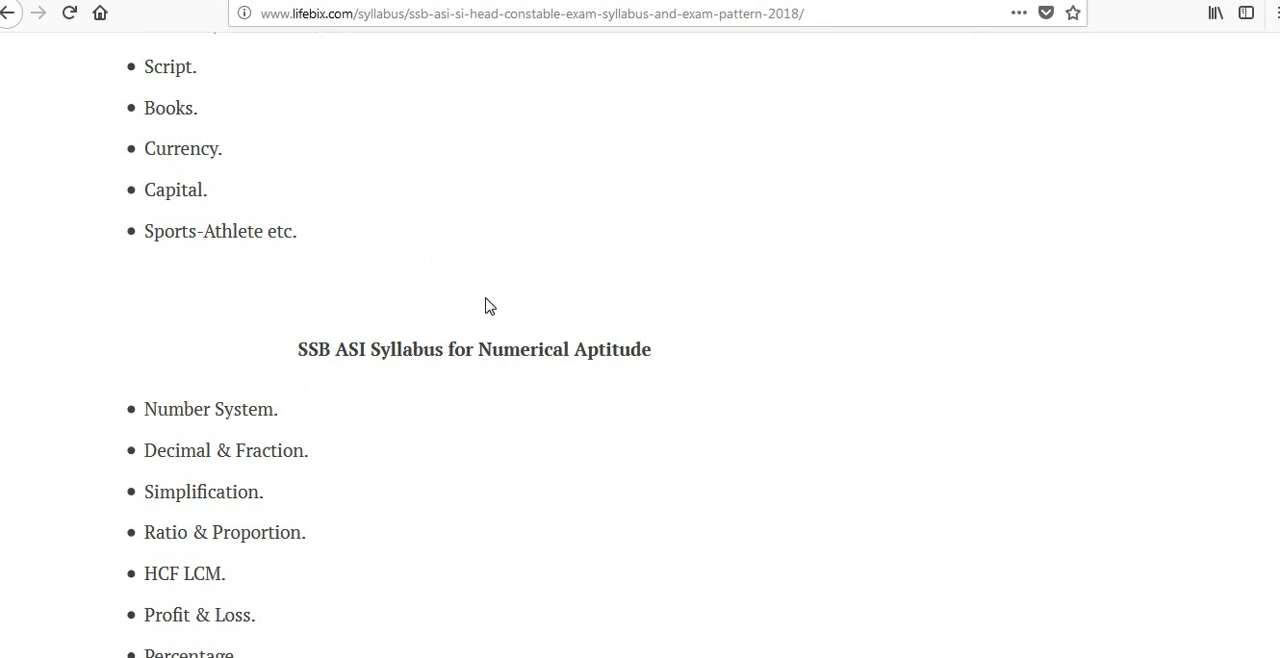 www.lifebix.com/syllabus/ssb-asi-si-head-constable-exam-syllabus-and-exam-pattern-2018/
Script.
Books.
Currency.
Capital.
Sports-Athlete etc.
SSB ASI Syllabus for Numerical Aptitude
Number System.
Decimal & Fraction.
Simplification.
Ratio & Proportion.
HCF LCM.
Profit & Loss.
Percentage